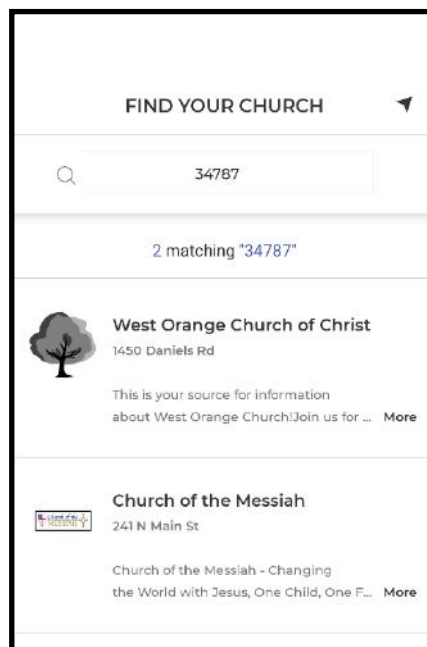 FIND YOUR CHURCH
34787
2 matching "34787"
West Orange Church of Christ
1450 Daniels Rd
This is your source for information
about West Orange Church!Join us for ... More
Church of the Messiah
241 N Main St
Church of the Messiah - Changing
the World with Jesus, One Child, One F... More